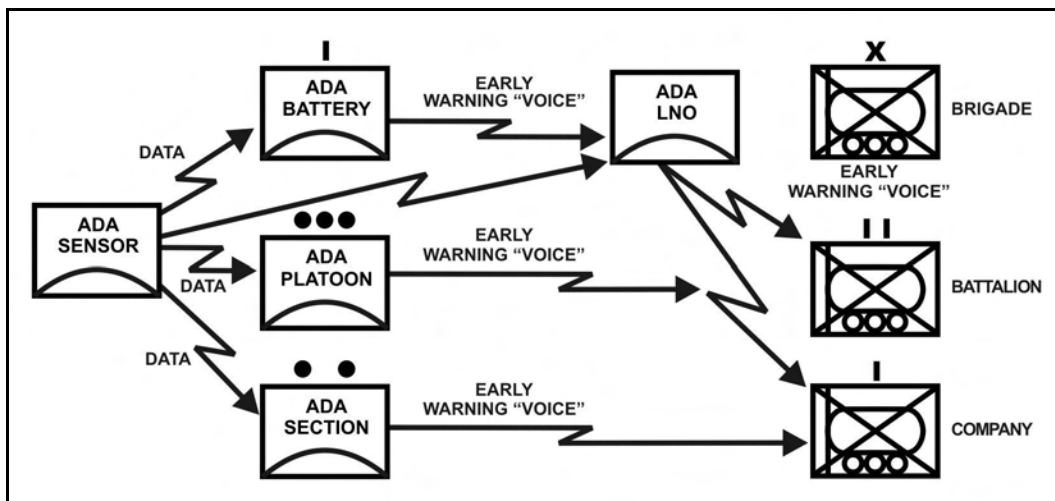 I
ADA
BATTERY
EARLY
WARNING “VOICE”
ADA
LNO
X
BRIGADE
EARLY
WARNING “VOICE”
DATA
ADA
SENSOR
ADA
PLATOON
DATA
EARLY
WARNING “VOICE”
I I
BATTALION
DATA
ADA
SECTION
EARLY
WARNING “VOICE”
I
COMPANY